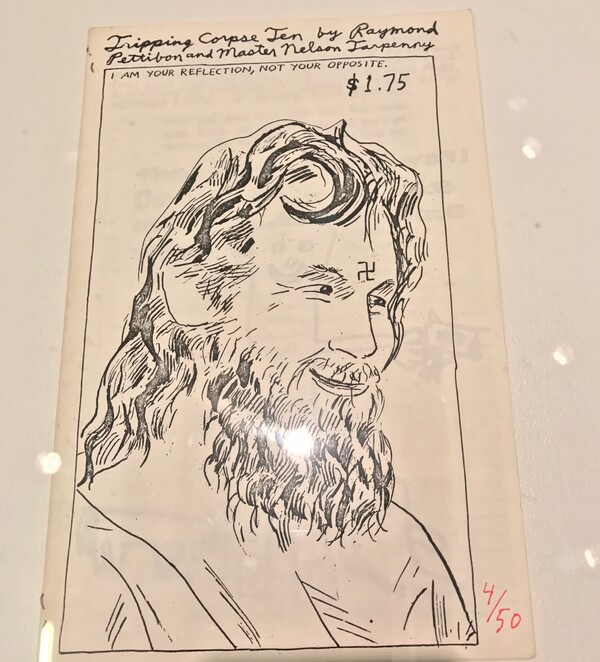 Tripping Corpse Ten by Raymond
Pettibon and Master Nelson Tarpenny
I AM YOUR REFLECTION, NOT YOUR OPPOSITE.
$1.75
4/50